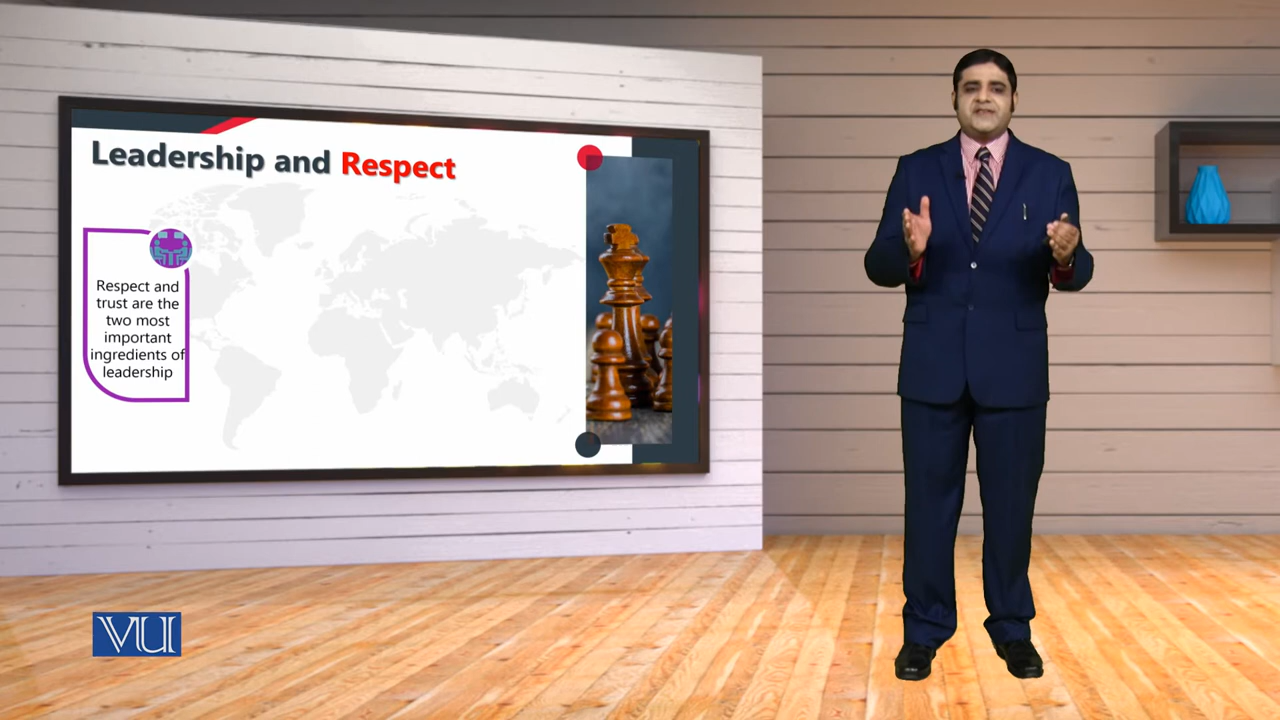 Leadership and Respect
Respect and
trust are the
two most
important
ingredients of
leadership
VU